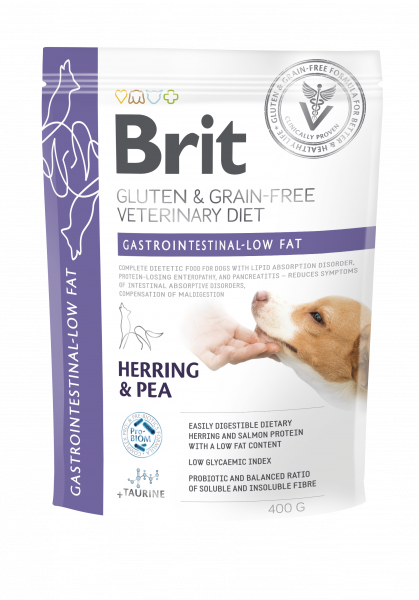 GLUTEN & GRAIN-FREE FORMULA FOR BETTER & HEALTHY LIFE
CLINICALLY PROVEN
Brit
GLUTEN & GRAIN-FREE
VETERINARY DIET
GASTROINTESTINAL-LOW FAT
COMPLETE DIETETIC FOOD FOR DOGS WITH LIPID ABSORPTION DISORDER,
PROTEIN-LOSING ENTEROPATHY, AND PANCREATITIS – REDUCES SYMPTOMS
OF INTESTINAL ABSORPTIVE DISORDERS,
COMPENSATION OF MALDIGESTION
GASTROINTESTINAL-LOW FAT
HERRING
& PEA
Pro-
BIOM
+TAURINE
EASILY DIGESTIBLE DIETARY
HERRING AND SALMON PROTEIN
WITH A LOW FAT CONTENT
LOW GLYCAEMIC INDEX
PROBIOTIC AND BALANCED RATIO
OF SOLUBLE AND INSOLUBLE FIBRE
400 G